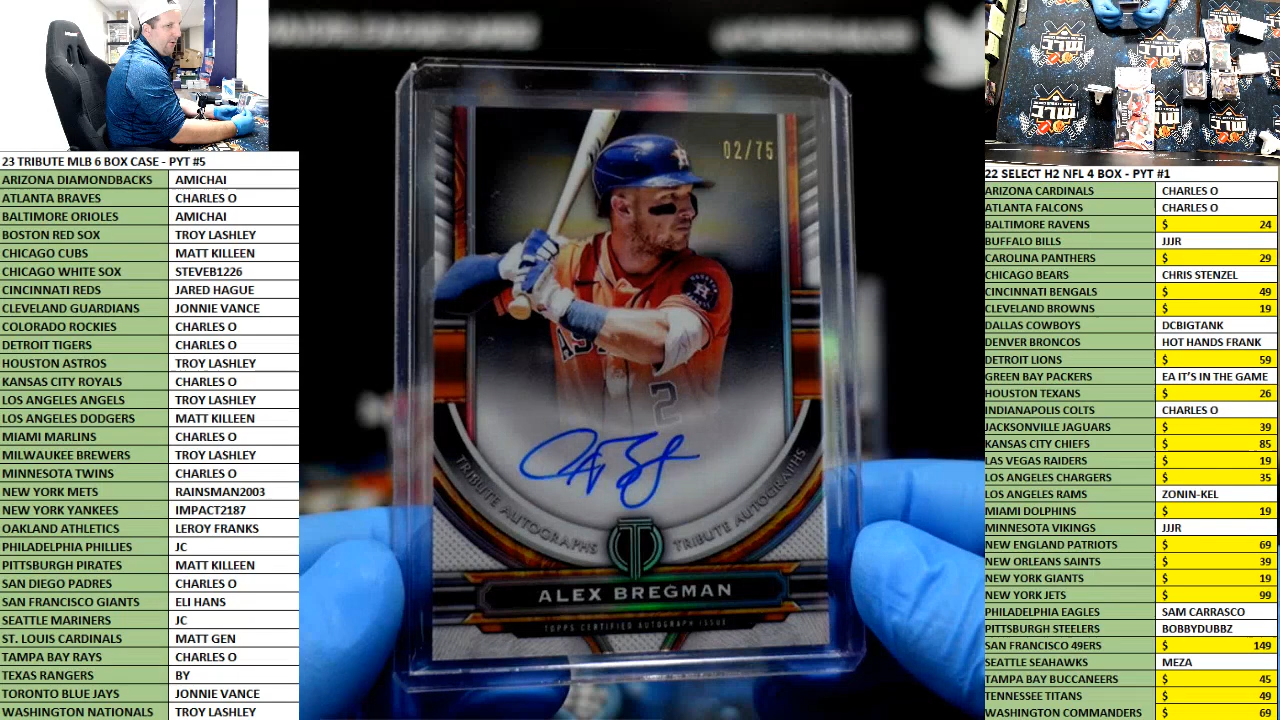 23 TRIBUTE MLB 6 BOX CASE - PYT #5
ARIZONA DIAMONDBACKS AMICHAI
ATLANTA BRAVES CHARLES O
BALTIMORE ORIOLES AMICHAI
BOSTON RED SOX TROY LASHLEY
CHICAGO CUBS MATT KILLEEN
CHICAGO WHITE SOX STEVEB1226
CINCINNATI REDS JARED HAGUE
CLEVELAND GUARDIANS JONNIE VANCE
COLORADO ROCKIES CHARLES O
DETROIT TIGERS CHARLES O
HOUSTON ASTROS TROY LASHLEY
KANSAS CITY ROYALS CHARLES O
LOS ANGELES ANGELS TROY LASHLEY
LOS ANGELES DODGERS MATT KILLEEN
MIAMI MARLINS CHARLES O
MILWAUKEE BREWERS TROY LASHLEY
MINNESOTA TWINS CHARLES O
NEW YORK METS RAINSMAN2003
NEW YORK YANKEES IMPACT2187
OAKLAND ATHLETICS LEROY FRANKS
PHILADELPHIA PHILLIES JC
PITTSBURGH PIRATES MATT KILLEEN
SAN DIEGO PADRES CHARLES O
SAN FRANCISCO GIANTS ELI HANS
SEATTLE MARINERS JC
ST. LOUIS CARDINALS MATT GEN
TAMPA BAY RAYS CHARLES O
TEXAS RANGERS BY
TORONTO BLUE JAYS JONNIE VANCE
WASHINGTON NATIONALS TROY LASHLEY
02/75
2
TRIBUTE AUTOGRAPHS
TRIBUTE AUTOGRAPHS
ALEX BREGMAN
TOPPS CERTIFIED AUTOGRAPH ISSUE
22 SELECT H2 NFL 4 BOX - PYT #1
ARIZONA CARDINALS CHARLES O
ATLANTA FALCONS CHARLES O
BALTIMORE RAVENS $ 24
BUFFALO BILLS JJJR
CAROLINA PANTHERS $ 29
CHICAGO BEARS CHRIS STENZEL
CINCINNATI BENGALS $ 49
CLEVELAND BROWNS $ 19
DALLAS COWBOYS DCBIGTANK
DENVER BRONCOS HOT HANDS FRANK
DETROIT LIONS $ 59
GREEN BAY PACKERS EA IT'S IN THE GAME
HOUSTON TEXANS $ 26
INDIANAPOLIS COLTS CHARLES O
JACKSONVILLE JAGUARS $ 39
KANSAS CITY CHIEFS $ 85
LAS VEGAS RAIDERS $ 19
LOS ANGELES CHARGERS $ 35
LOS ANGELES RAMS ZONIN-KEL
MIAMI DOLPHINS $ 19
MINNESOTA VIKINGS JJJR
NEW ENGLAND PATRIOTS $ 69
NEW ORLEANS SAINTS $ 39
NEW YORK GIANTS $ 19
NEW YORK JETS $ 99
PHILADELPHIA EAGLES SAM CARRASCO
PITTSBURGH STEELERS BOBBYDUBBZ
SAN FRANCISCO 49ERS $ 149
SEATTLE SEAHAWKS MEZA
TAMPA BAY BUCCANEERS $ 45
TENNESSEE TITANS $ 49
WASHINGTON COMMANDERS $ 69